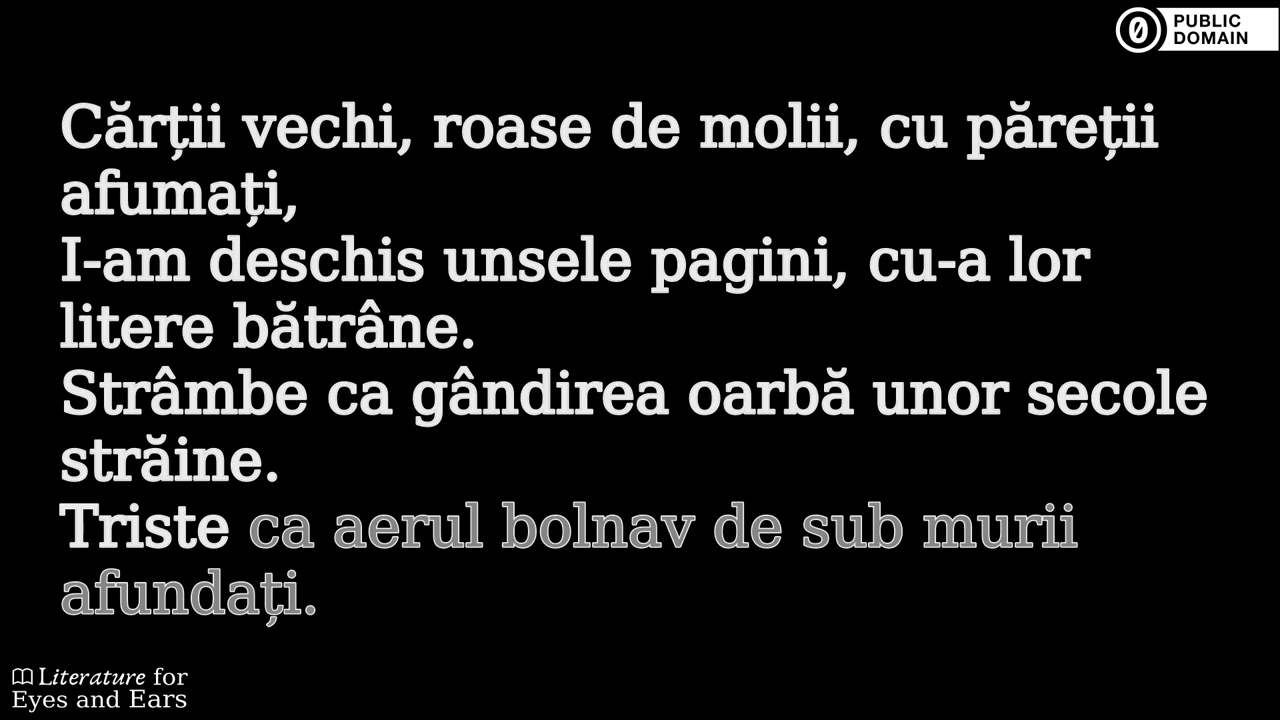 PUBLIC
DOMAIN
Cărții vechi, roase de molii, cu păreții
afumați,
I-am deschis unsele pagini, cu-a lor
litere bătrâne.
Strâmbe ca gândirea oarbă unor secole
străine.
Triste ca aerul bolnav de sub murii
afundați.
Literature for
Eyes and Ears